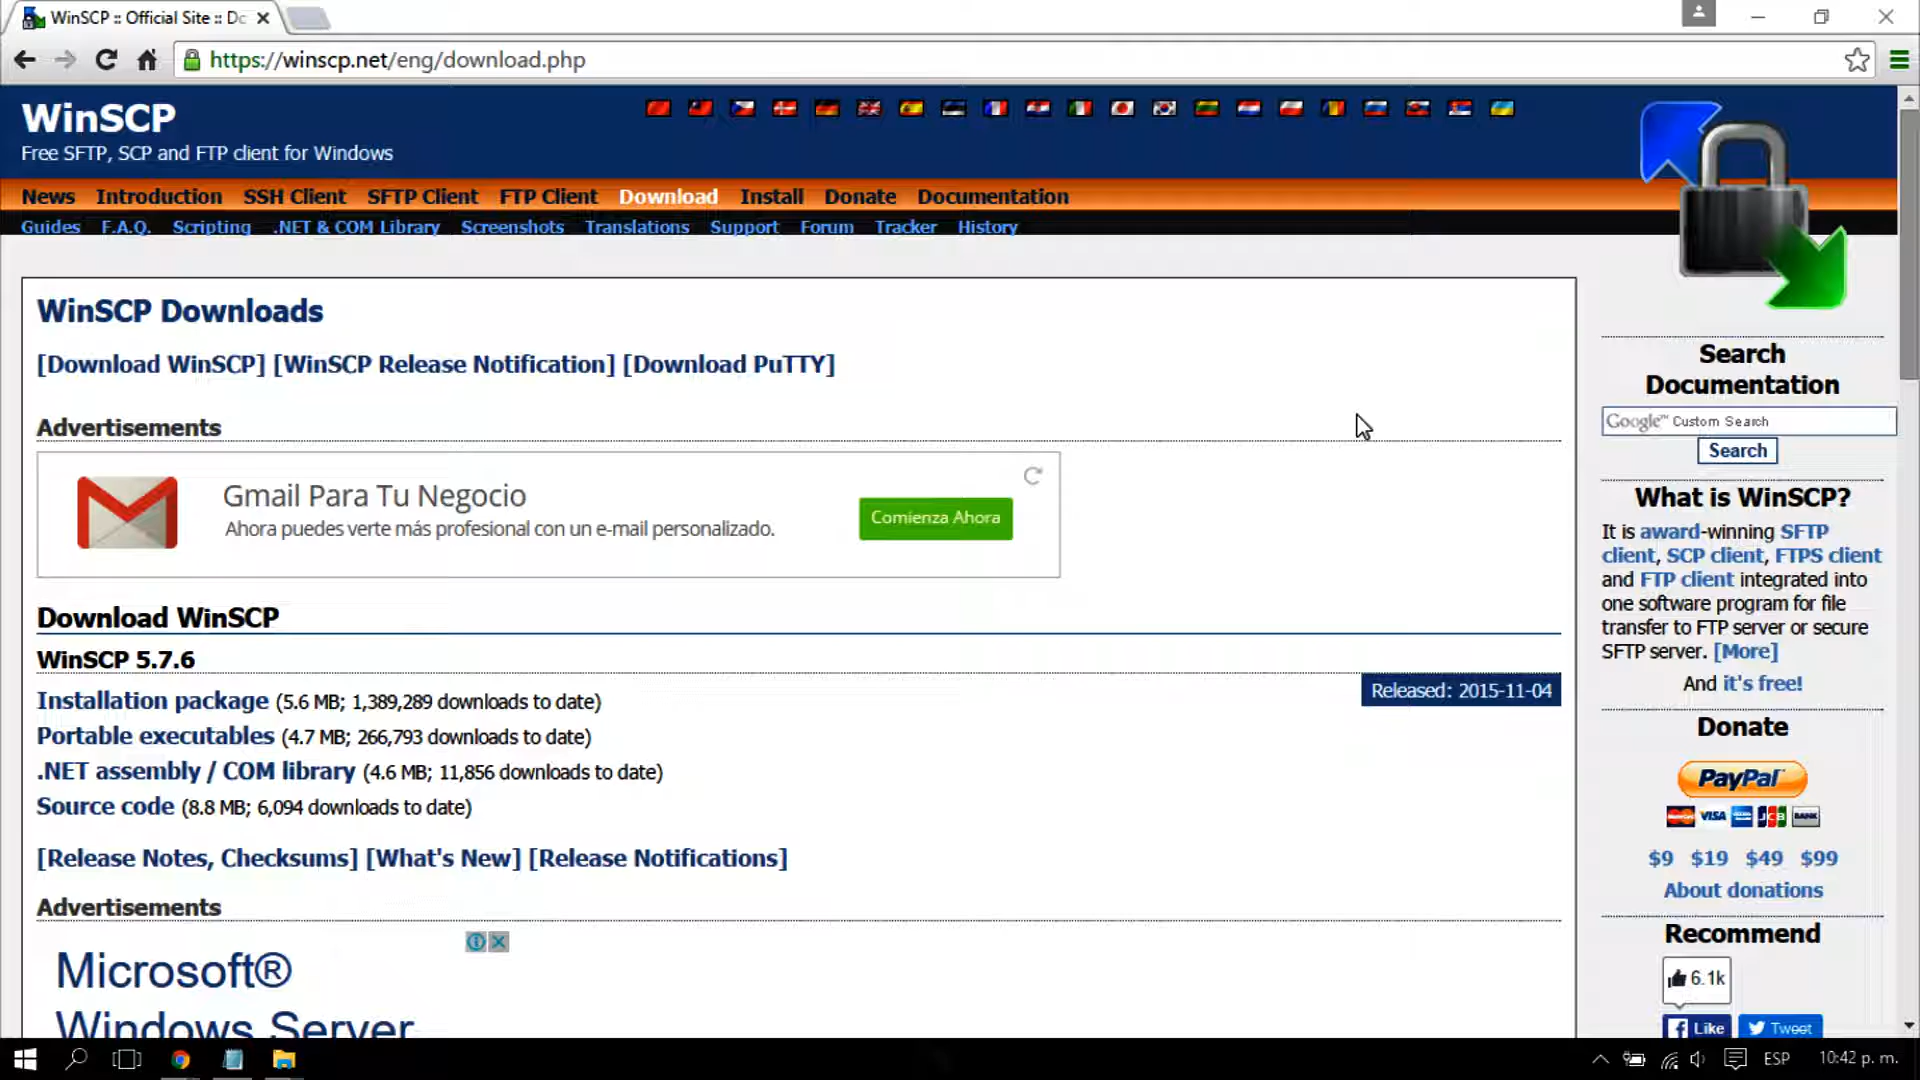 WinSCP :: Official Site :: Dc
https://winscp.net/eng/download.php
WinSCP
Free SFTP, SCP and FTP client for Windows
News Introduction SSH Client SFTP Client FTP Client Download Install Donate Documentation
Guides F.A.Q. Scripting .NET & COM Library Screenshots Translations Support Forum Tracker History
WinSCP Downloads
[Download WinSCP] [WinSCP Release Notification] [Download PuTTY]
Advertisements
Gmail Para Tu Negocio
Ahora puedes verte más profesional con un e-mail personalizado.
Comienza Ahora
Download WinSCP
WinSCP 5.7.6
Released: 2015-11-04
Installation package (5.6 MB; 1,389,289 downloads to date)
Portable executables (4.7 MB; 266,793 downloads to date)
.NET assembly / COM library (4.6 MB; 11,856 downloads to date)
Source code (8.8 MB; 6,094 downloads to date)
[Release Notes, Checksums] [What's New] [Release Notifications]
Advertisements
Microsoft®
Windows Server
Search
Documentation
Google™ Custom Search
Search
What is WinSCP?
It is award-winning SFTP
client, SCP client, FTPS client
and FTP client integrated into
one software program for file
transfer to FTP server or secure
SFTP server. [More]
And it's free!
Donate
PayPal
VISA JCB BANK
$9 $19 $49 $99
About donations
Recommend
6.1k
Like Tweet
ESP 10:42 p. m.